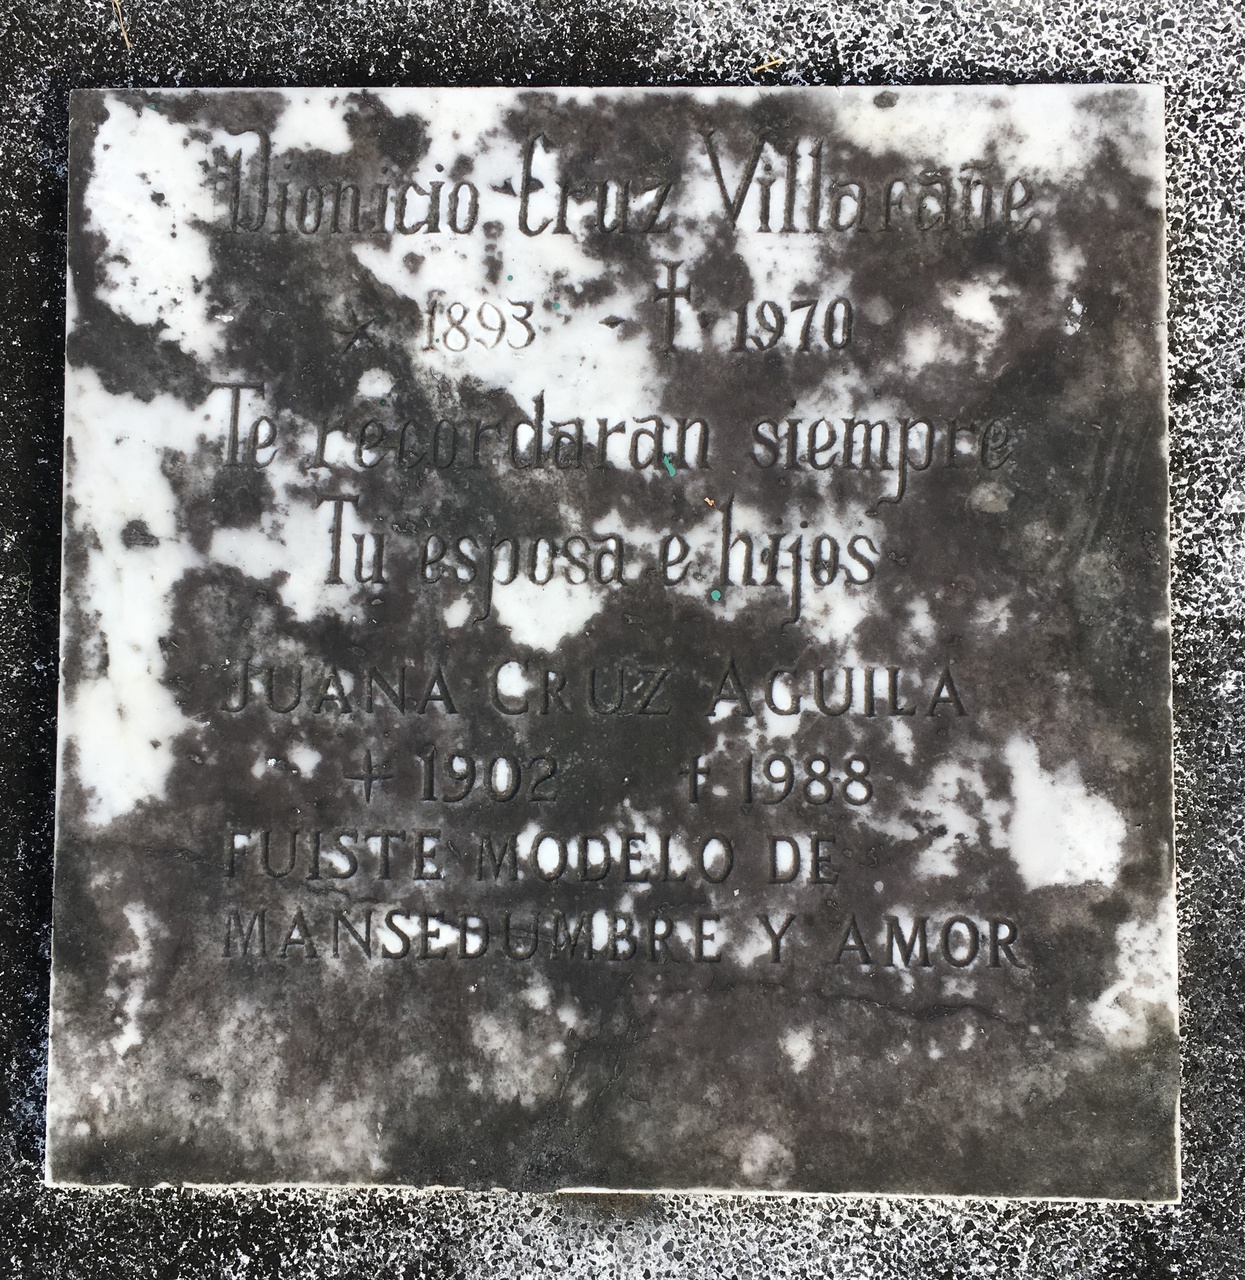 Dionicio Cruz Villafañe
* 1893 - † 1970
Te recordaran siempre
Tu esposa e hijos
JUANA CRUZ AGUILA
+ 1902 † 1988
FUISTE MODELO DE
MANSEDUMBRE Y AMOR